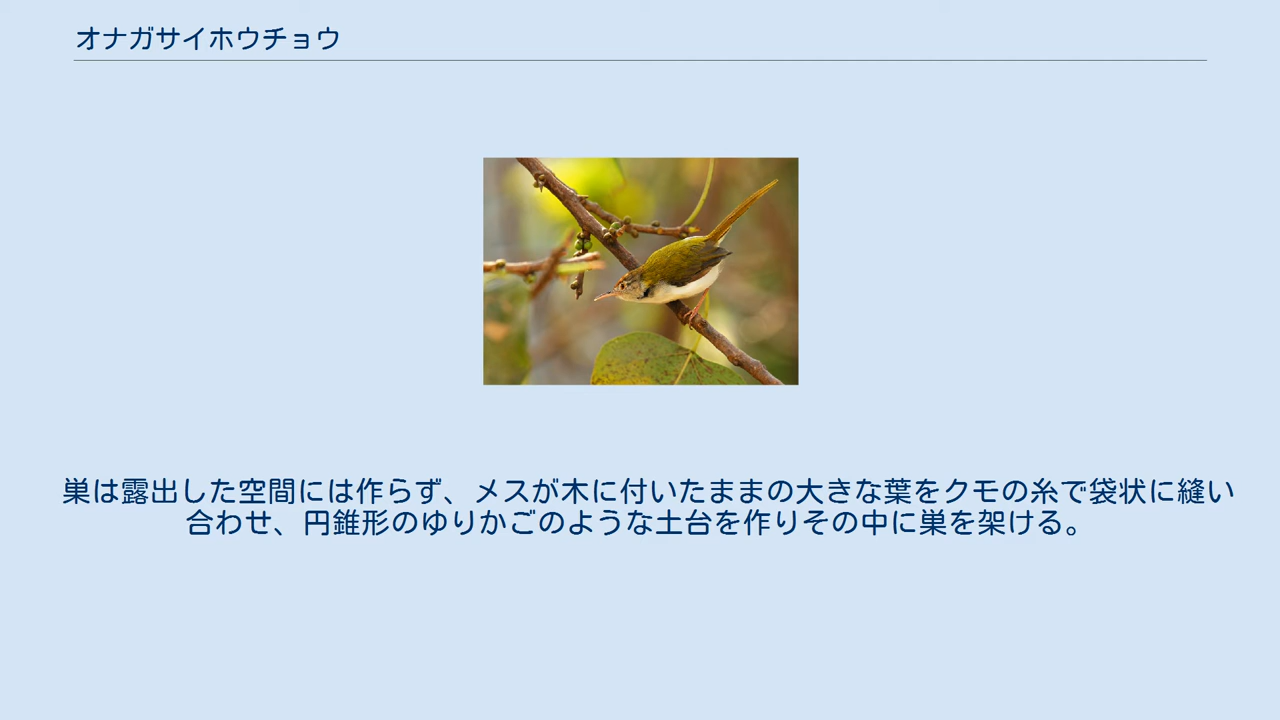 オナガサイホウチョウ
巣は露出した空間には作らず、メスが木に付いたままの大きな葉をクモの糸で袋状に縫い
合わせ、円錐形のゆりかごのような土台を作りその中に巣を架ける。